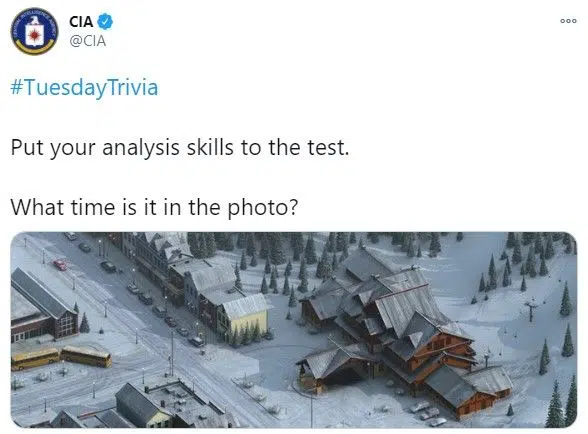 CIA
@CIA
#TuesdayTrivia
Put your analysis skills to the test.
What time is it in the photo?